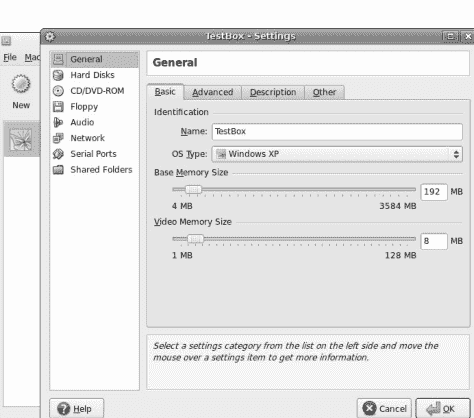 TestBox - Settings
File Mac
New
General
Hard Disks
CD/DVD-ROM
Floppy
Audio
Network
Serial Ports
Shared Folders
General
Basic Advanced Description Other
Identification
Name: TestBox
OS Type: Windows XP
Base Memory Size
192 MB
4 MB 3584 MB
Video Memory Size
8 MB
1 MB 128 MB
Select a settings category from the list on the left side and move the
mouse over a settings item to get more information.
Help Cancel OK